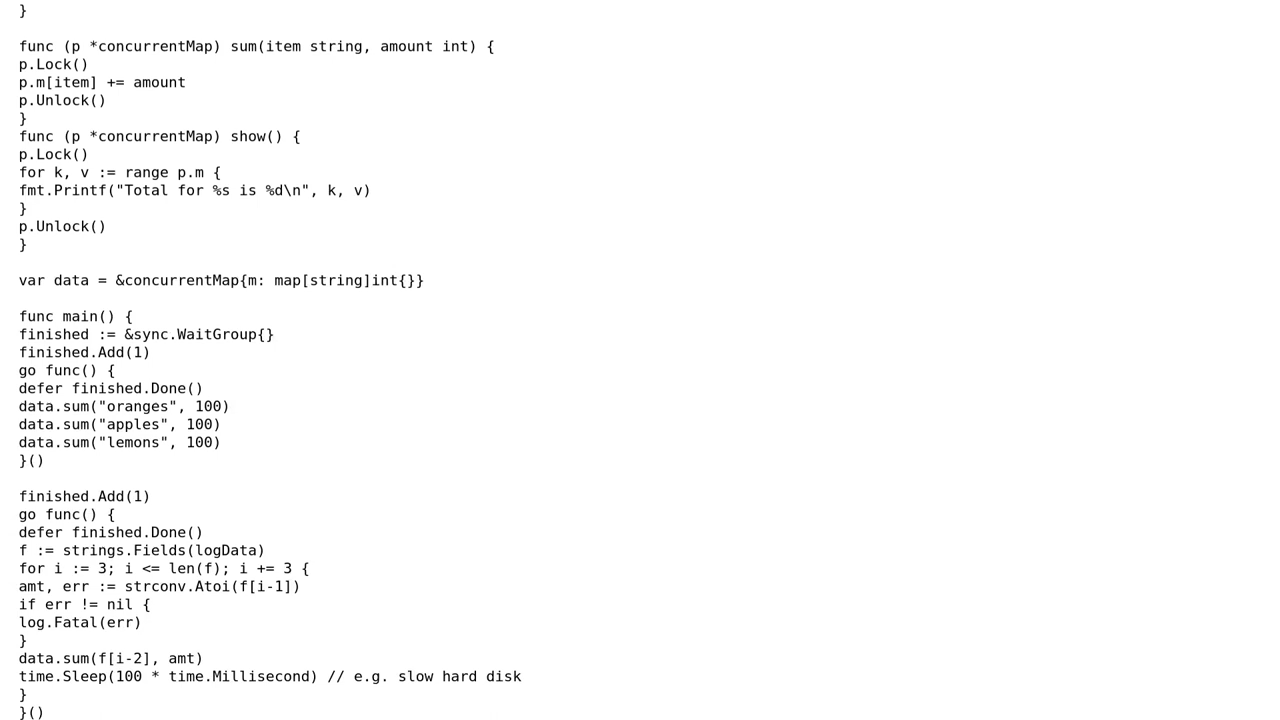 }
func (p *concurrentMap) sum(item string, amount int) {
p.Lock()
p.m[item] += amount
p.Unlock()
}
func (p *concurrentMap) show() {
p.Lock()
for k, v := range p.m {
fmt.Printf("Total for %s is %d\n", k, v)
}
p.Unlock()
}
var data = &concurrentMap{m: map[string]int{}}
func main() {
finished := &sync.WaitGroup{}
finished.Add(1)
go func() {
defer finished.Done()
data.sum("oranges", 100)
data.sum("apples", 100)
data.sum("lemons", 100)
}()
finished.Add(1)
go func() {
defer finished.Done()
f := strings.Fields(logData)
for i := 3; i <= len(f); i += 3 {
amt, err := strconv.Atoi(f[i-1])
if err != nil {
log.Fatal(err)
}
data.sum(f[i-2], amt)
time.Sleep(100 * time.Millisecond) // e.g. slow hard disk
}
}()